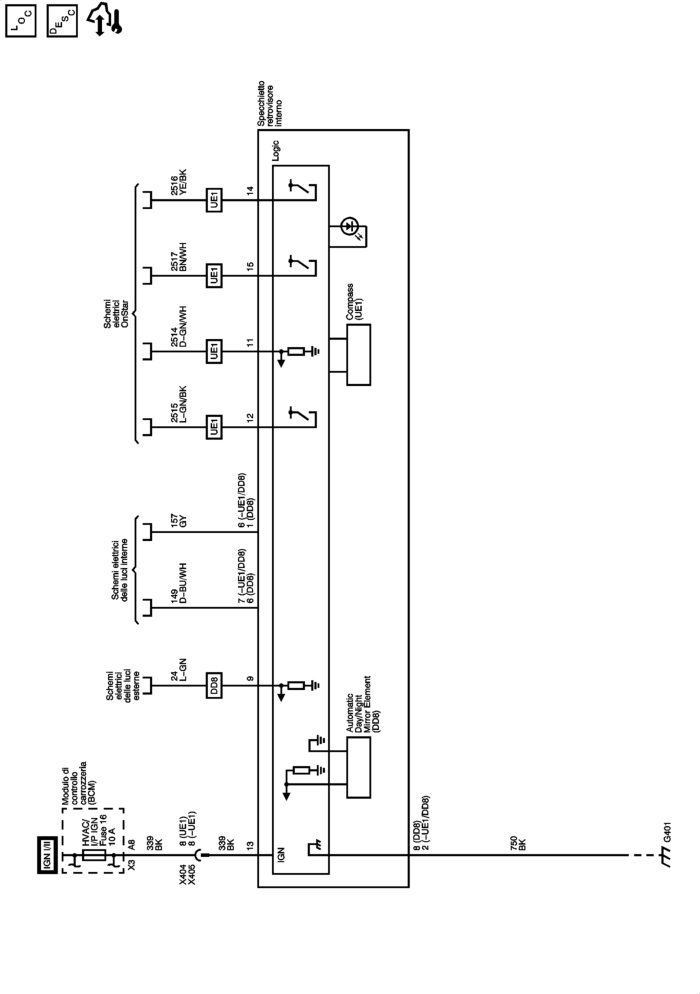 LOC
DESC
IGN I/II
Modulo di
controllo
carrozzeria
(BCM)
HVAC/
I/P IGN
Fuse 16
10 A
X3
A8
339
BK
X404
X405
8 (UE1)
8 (–UE1)
339
BK
13
IGN
Schemi
elettrici
delle luci
esterne
24
L–GN
DD8
9
Schemi elettrici
delle luci interne
149
D–BU/WH
7 (–UE1/DD8)
6 (DD8)
157
GY
6 (–UE1/DD8)
1 (DD8)
Schemi
elettrici
OnStar
2515
L–GN/BK
UE1
12
2514
D–GN/WH
UE1
11
2517
BN/WH
UE1
15
2516
YE/BK
UE1
14
Specchietto
retrovisore
interno
Logic
Automatic
Day/Night
Mirror Element
(DD8)
Compass
(UE1)
8 (DD8)
2 (–UE1/DD8)
750
BK
G401